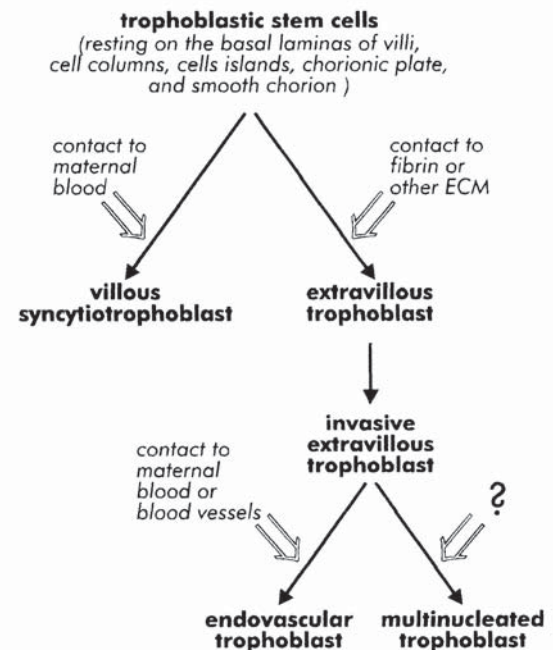 trophoblastic stem cells
(resting on the basal laminas of villi,
cell columns, cells islands, chorionic plate,
and smooth chorion )
contact to
maternal
blood
contact to
fibrin or
other ECM
villous
syncytiotrophoblast
extravillous
trophoblast
invasive
extravillous
trophoblast
contact to
maternal
blood or
blood vessels
?
endovascular
trophoblast
multinucleated
trophoblast